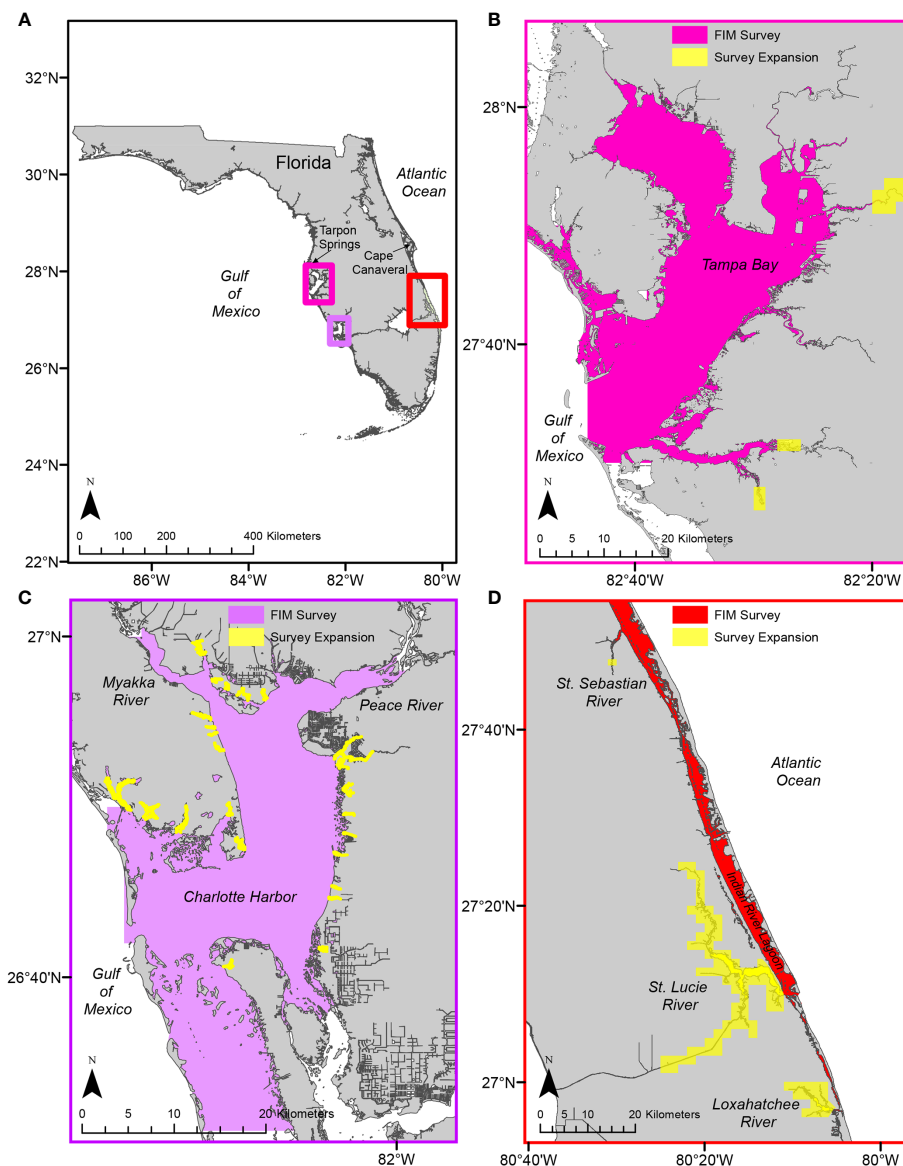 A
32°N
30°N
28°N
26°N
24°N
22°N
86°W
84°W
82°W
80°W
Florida
Atlantic
Ocean
Tarpon
Springs
Cape
Canaveral
Gulf
of
Mexico
N
0 100 200 400 Kilometers
B
FIM Survey
Survey Expansion
28°N
27°40'N
Tampa Bay
Gulf
of
Mexico
N
0 5 10 20 Kilometers
82°40'W
82°20'W
C
FIM Survey
Survey Expansion
27°N
26°40'N
Myakka
River
Peace River
Charlotte Harbor
Gulf
of
Mexico
N
0 5 10 20 Kilometers
82°W
D
FIM Survey
Survey Expansion
St. Sebastian
River
27°40'N
Atlantic
Ocean
27°20'N
Indian River Lagoon
St. Lucie
River
27°N
Loxahatchee
River
N
0 5 10 20 Kilometers
80°40'W
80°20'W
80°W